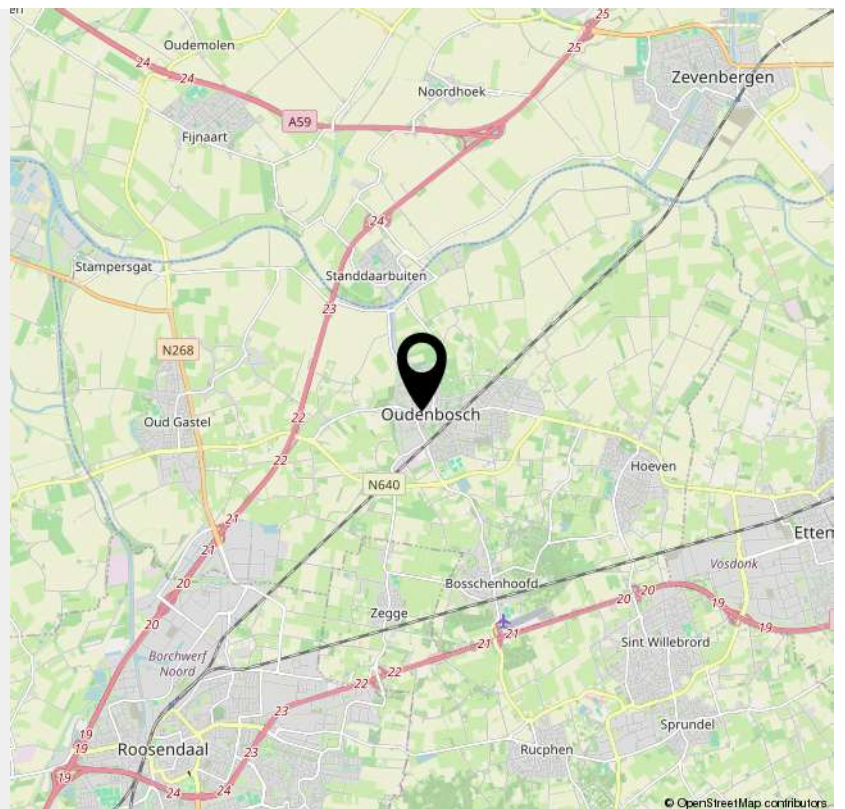 en
24
24
Oudemolen
25
25
Zevenbergen
Noordhoek
A59
Fijnaart
24
Stampersgat
Standdaarbuiten
23
N268
Oud Gastel
22
22
Oudenbosch
N640
Hoeven
21
21
20
20
Etten
Vosdonk
Bosschenhoofd
20
20
19
19
Zegge
21
21
Sint Willebrord
Borchwerf
Noord
22
22
23
23
Sprundel
19
19
19
Roosendaal
Rucphen
24
24
© OpenStreetMap contributors